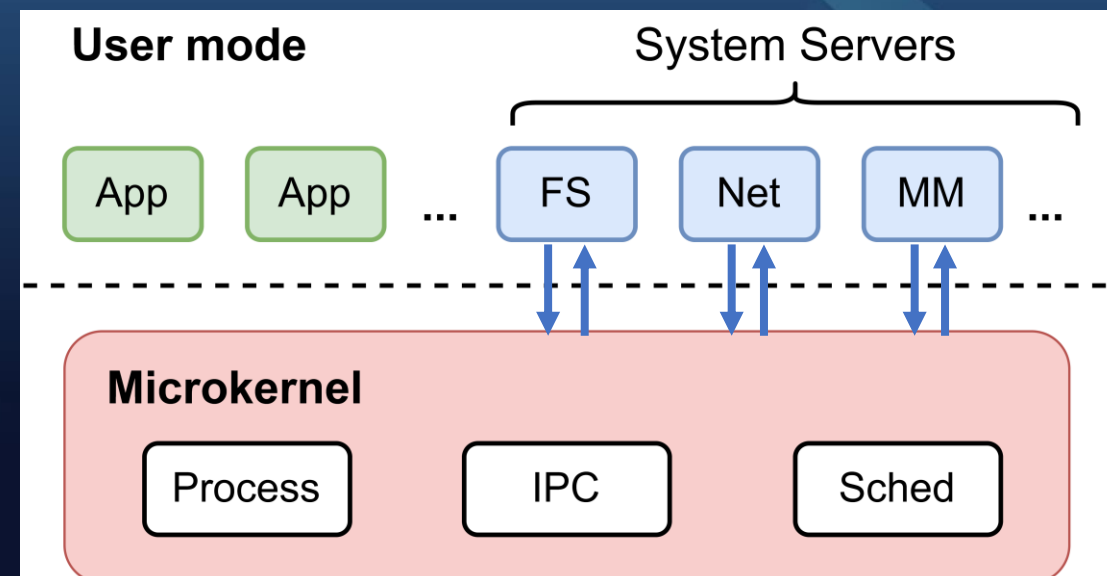 User mode
System Servers
App
App
...
FS
Net
MM
...
Microkernel
Process
IPC
Sched